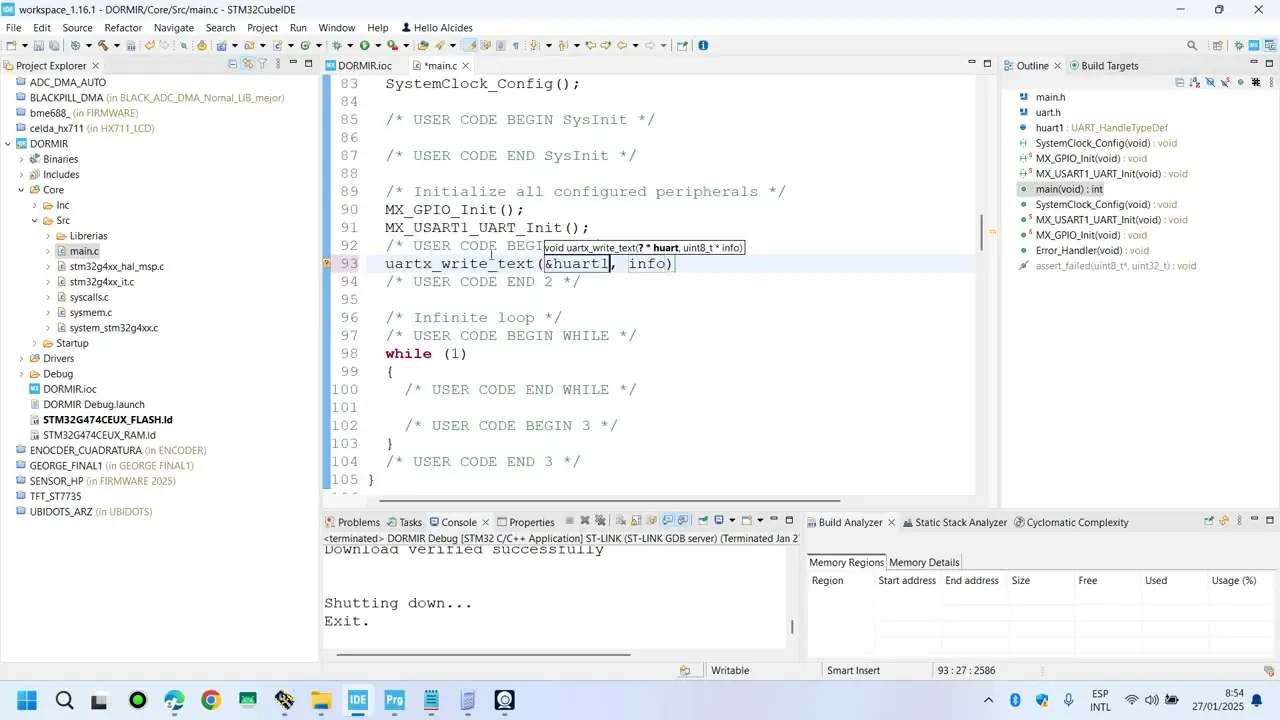 workspace_1.16.1 - DORMIR/Core/Src/main.c - STM32CubeIDE
File Edit Source Refactor Navigate Search Project Run Window Help Hello Alcides
Project Explorer
ADC_DMA_AUTO
BLACKPILL_DMA (in BLACK_ADC_DMA_Nornal_LIB_mejor)
bme688_ (in FIRMWARE)
celda_hx711 (in HX711_LCD)
DORMIR
Binaries
Includes
Core
Inc
Src
Librerias
main.c
stm32g4xx_hal_msp.c
stm32g4xx_it.c
syscalls.c
sysmem.c
system_stm32g4xx.c
Startup
Drivers
Debug
DORMIR.ioc
DORMIR Debug.launch
STM32G474CEUX_FLASH.ld
STM32G474CEUX_RAM.ld
ENOCDER_CUADRATURA (in ENCODER)
GEORGE_FINAL1 (in GEORGE FINAL1)
SENSOR_HP (in FIRMWARE 2025)
TFT_ST7735
UBIDOTS_ARZ (in UBIDOTS)
DORMIR.ioc *main.c
83 SystemClock_Config();
84
85 /* USER CODE BEGIN SysInit */
86
87 /* USER CODE END SysInit */
88
89 /* Initialize all configured peripherals */
90 MX_GPIO_Init();
91 MX_USART1_UART_Init();
92 /* USER CODE BEGI
void uartx_write_text(? * huart, uint8_t * info)
93 uartx_write_text(&huart1, info)
94 /* USER CODE END 2 */
95
96 /* Infinite loop */
97 /* USER CODE BEGIN WHILE */
98 while (1)
99 {
100 /* USER CODE END WHILE */
101
102 /* USER CODE BEGIN 3 */
103 }
104 /* USER CODE END 3 */
105 }
Outline Build Targets
main.h
uart.h
huart1 : UART_HandleTypeDef
SystemClock_Config(void) : void
MX_GPIO_Init(void) : void
MX_USART1_UART_Init(void) : void
main(void) : int
SystemClock_Config(void) : void
MX_USART1_UART_Init(void) : void
MX_GPIO_Init(void) : void
Error_Handler(void) : void
assert_failed(uint8_t*, uint32_t) : void
Problems Tasks Console Properties
<terminated> DORMIR Debug [STM32 C/C++ Application] ST-LINK (ST-LINK GDB server) (Terminated Jan 2
Download verified successfully
Shutting down...
Exit.
Build Analyzer Static Stack Analyzer Cyclomatic Complexity
Memory Regions Memory Details
Region Start address End address Size Free Used Usage (%)
Writable Smart Insert 93 : 27 : 2586
IDE Prg
ESP
INTL
8:54
27/01/2025